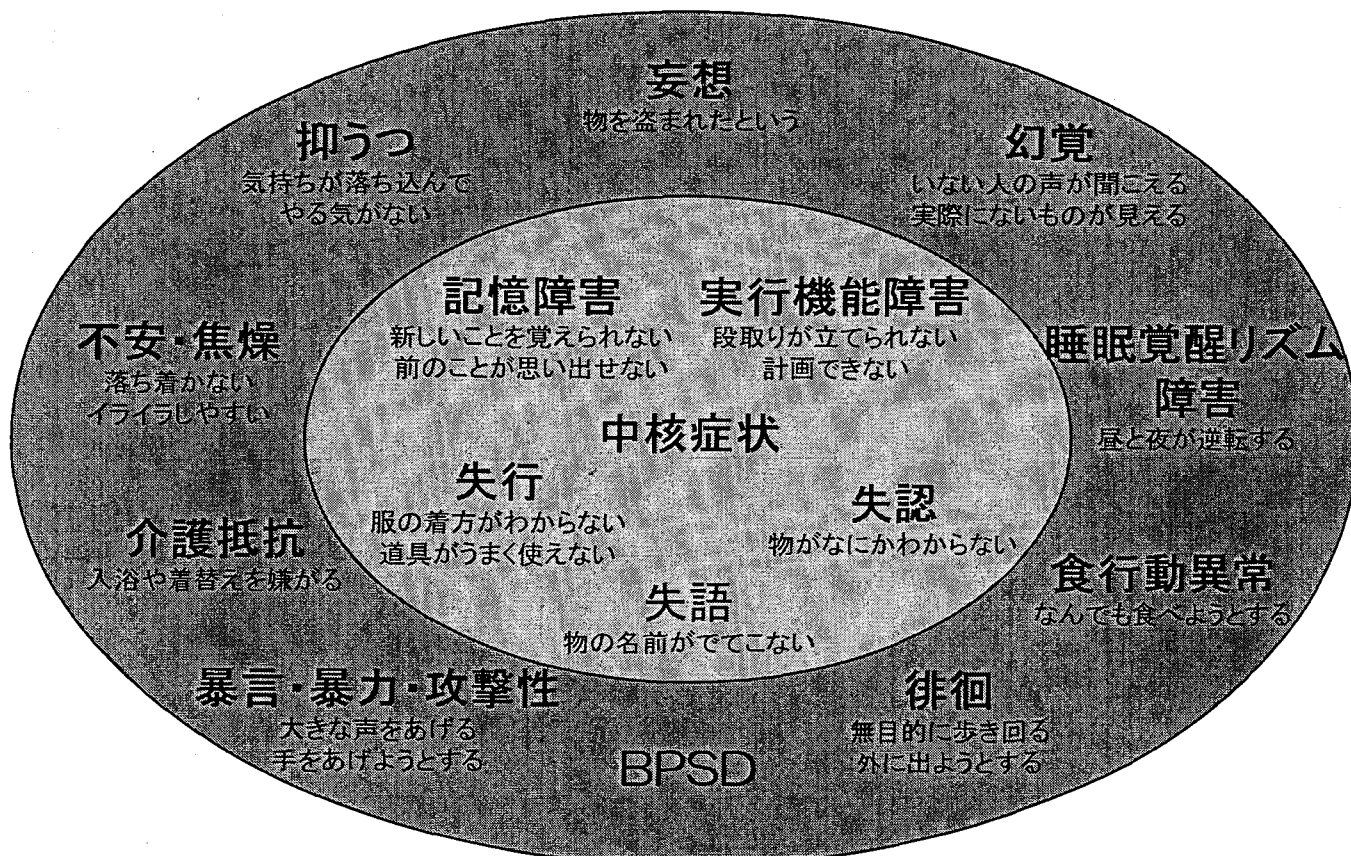 妄想
物を盗まれたという
抑うつ
気持ちが落ち込んで
やる気がない
幻覚
いない人の声が聞こえる
実際にないものが見える
記憶障害
新しいことを覚えられない
前のことが思い出せない
実行機能障害
段取りが立てられない
計画できない
不安・焦燥
落ち着かない
イライラしやすい
睡眠覚醒リズム
障害
昼と夜が逆転する
中核症状
失行
服の着方がわからない
道具がうまく使えない
失認
物がなにかわからない
介護抵抗
入浴や着替えを嫌がる
食行動異常
なんでも食べようとする
失語
物の名前がでてこない
暴言・暴力・攻撃性
大きな声をあげる
手をあげようとする
徘徊
無目的に歩き回る
外に出ようとする
BPSD